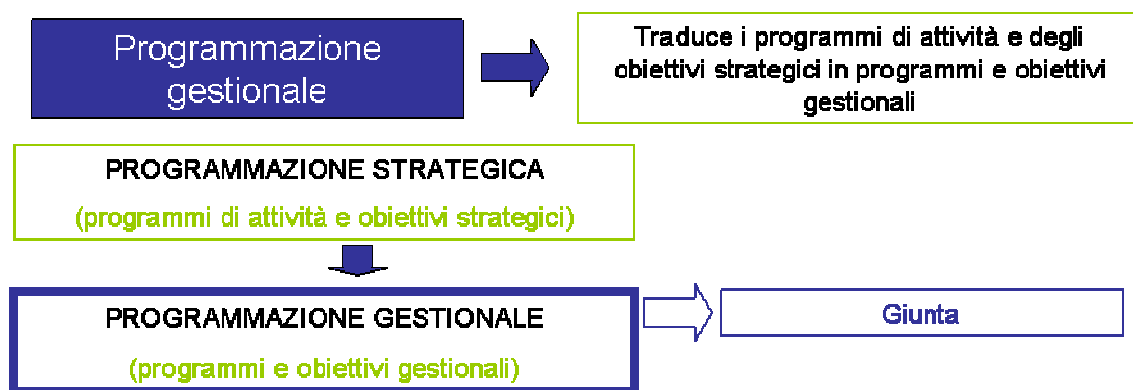 Programmazione
gestionale
Traduce i programmi di attività e degli
obiettivi strategici in programmi e obiettivi
gestionali
PROGRAMMAZIONE STRATEGICA
(programmi di attività e obiettivi strategici)
PROGRAMMAZIONE GESTIONALE
(programmi e obiettivi gestionali)
Giunta